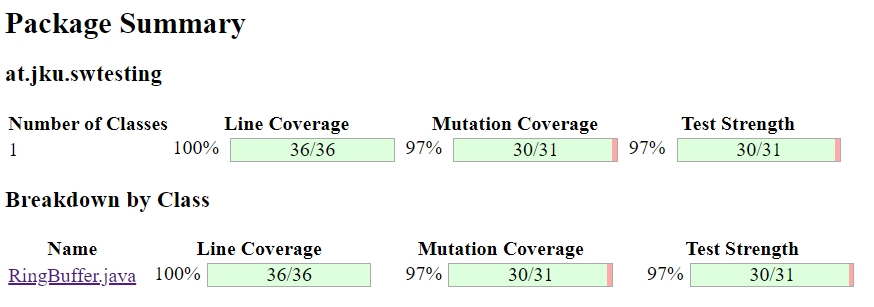 Package Summary
at.jku.swtesting
Number of Classes Line Coverage Mutation Coverage Test Strength
1 100% 36/36 97% 30/31 97% 30/31
Breakdown by Class
Name Line Coverage Mutation Coverage Test Strength
RingBuffer.java 100% 36/36 97% 30/31 97% 30/31